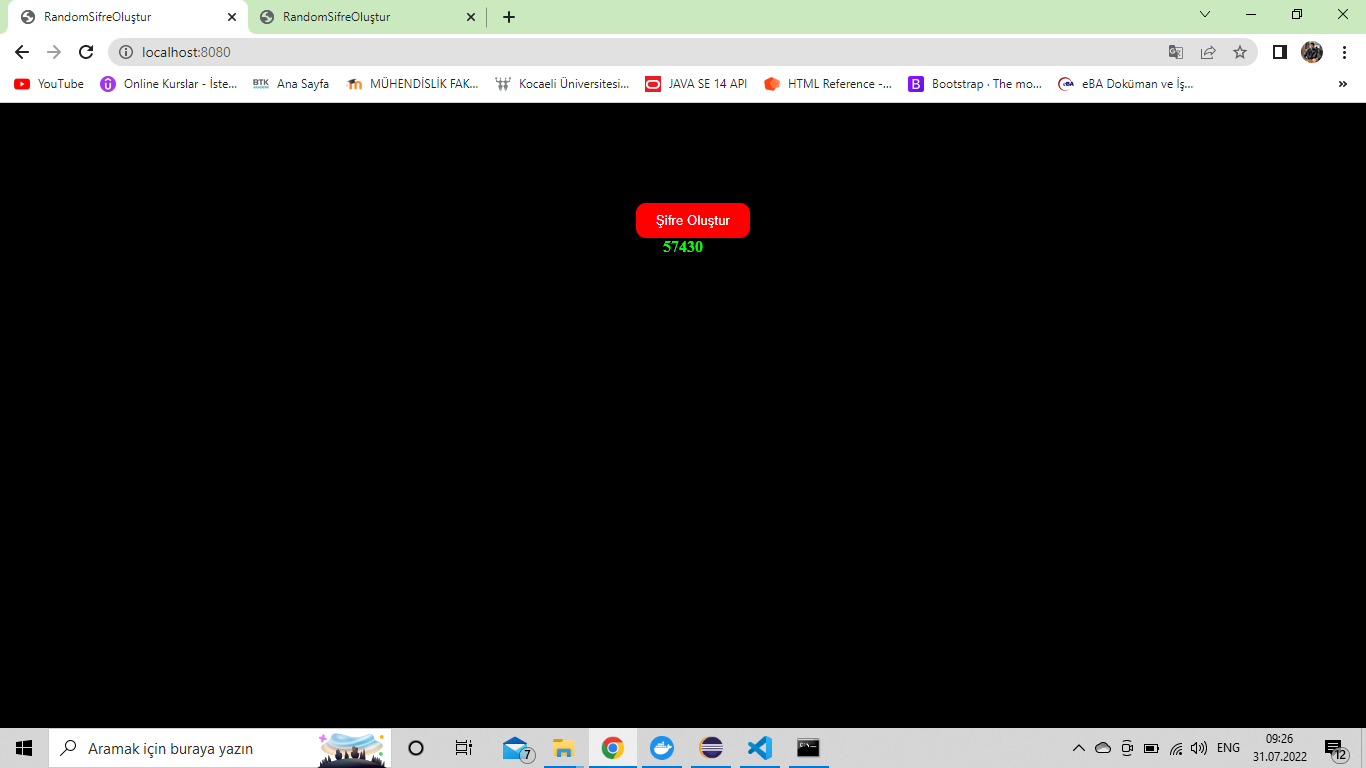 RandomSifreOluştur
RandomSifreOluştur
localhost:8080
YouTube
Online Kurslar - İste...
BTK Ana Sayfa
MÜHENDİSLİK FAK...
Kocaeli Üniversitesi...
JAVA SE 14 API
HTML Reference -...
B Bootstrap · The mo...
eBA eBA Doküman ve İş...
»
Şifre Oluştur
57430
Aramak için buraya yazın
7
ENG
09:26
31.07.2022
12